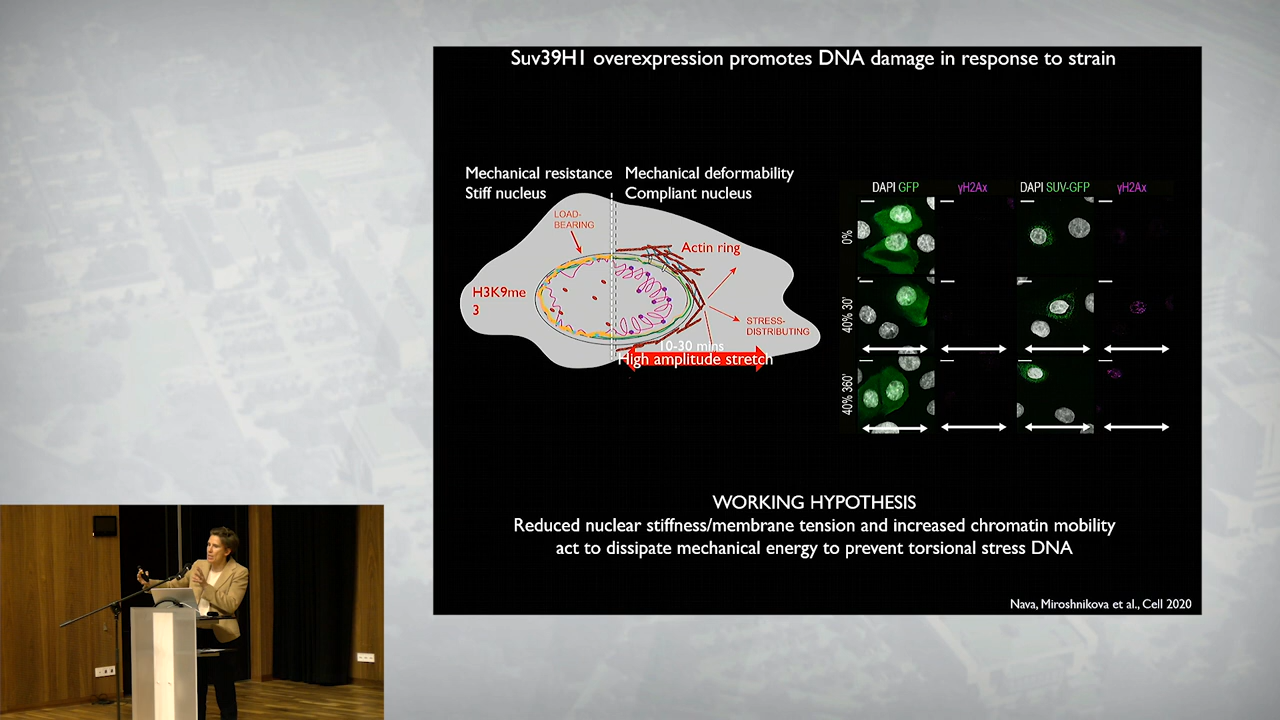 Suv39H1 overexpression promotes DNA damage in response to strain
Mechanical resistance
Stiff nucleus
Mechanical deformability
Compliant nucleus
LOAD-
BEARING
Actin ring
H3K9me
3
STRESS-
DISTRIBUTING
10-30 mins
High amplitude stretch
DAPI GFP
γH2Ax
DAPI SUV-GFP
γH2Ax
0%
40% 30'
40% 360'
WORKING HYPOTHESIS
Reduced nuclear stiffness/membrane tension and increased chromatin mobility
act to dissipate mechanical energy to prevent torsional stress DNA
Nava, Miroshnikova et al., Cell 2020